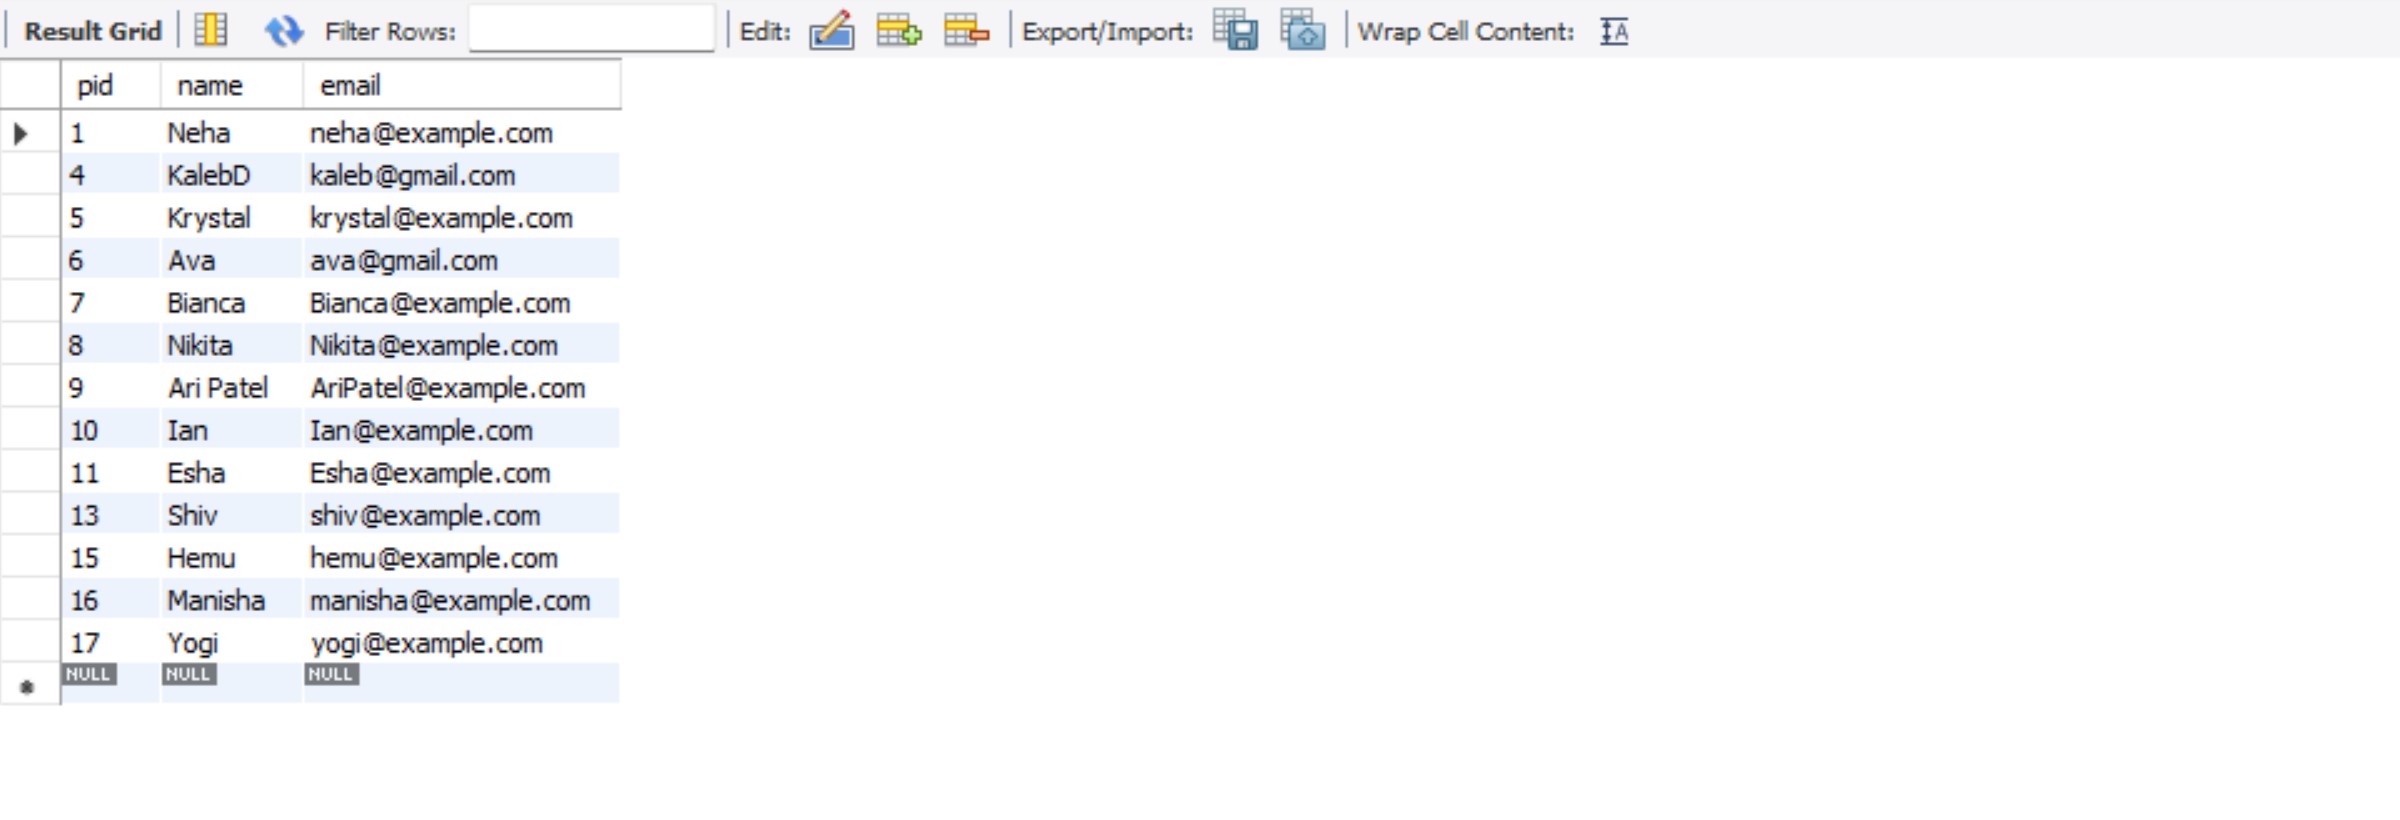 Result Grid Filter Rows: Edit: Export/Import: Wrap Cell Content: A
pid name email
1 Neha neha@example.com
4 KalebD kaleb@gmail.com
5 Krystal krystal@example.com
6 Ava ava@gmail.com
7 Bianca Bianca@example.com
8 Nikita Nikita@example.com
9 Ari Patel AriPatel@example.com
10 Ian Ian@example.com
11 Esha Esha@example.com
13 Shiv shiv@example.com
15 Hemu hemu@example.com
16 Manisha manisha@example.com
17 Yogi yogi@example.com
NULL NULL NULL